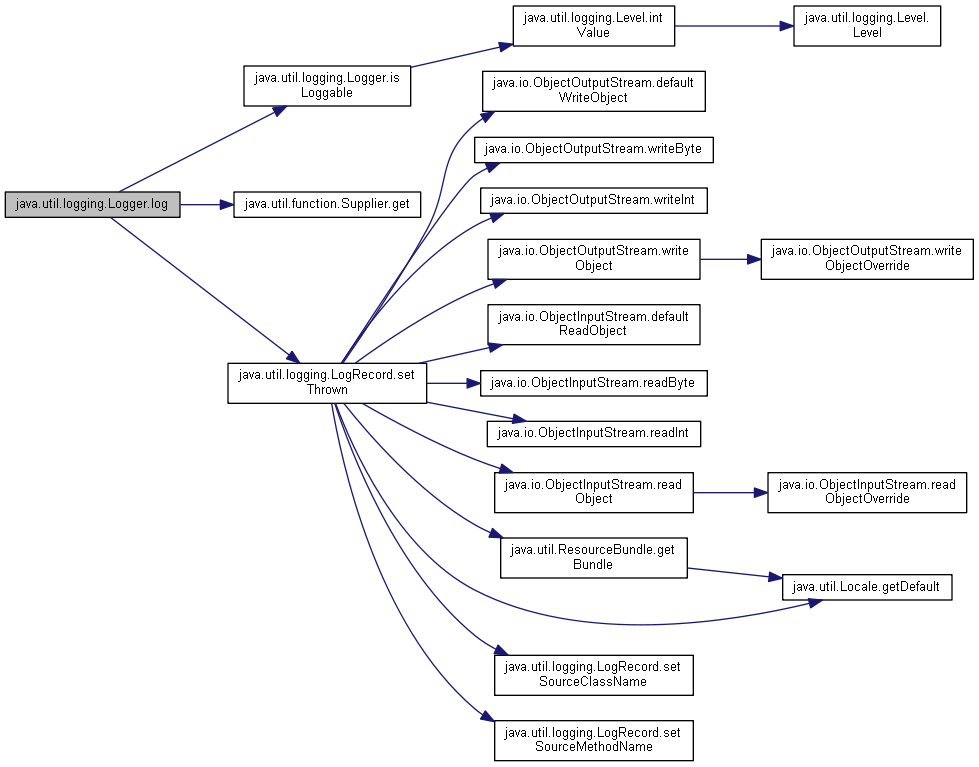 java.util.logging.Logger.log
java.util.logging.Logger.is
Loggable
java.util.function.Supplier.get
java.util.logging.LogRecord.set
Thrown
java.util.logging.Level.int
Value
java.util.logging.Level.
Level
java.io.ObjectOutputStream.default
WriteObject
java.io.ObjectOutputStream.writeByte
java.io.ObjectOutputStream.writeInt
java.io.ObjectOutputStream.write
Object
java.io.ObjectOutputStream.write
ObjectOverride
java.io.ObjectInputStream.default
ReadObject
java.io.ObjectInputStream.readByte
java.io.ObjectInputStream.readInt
java.io.ObjectInputStream.read
Object
java.io.ObjectInputStream.read
ObjectOverride
java.util.ResourceBundle.get
Bundle
java.util.Locale.getDefault
java.util.logging.LogRecord.set
SourceClassName
java.util.logging.LogRecord.set
SourceMethodName